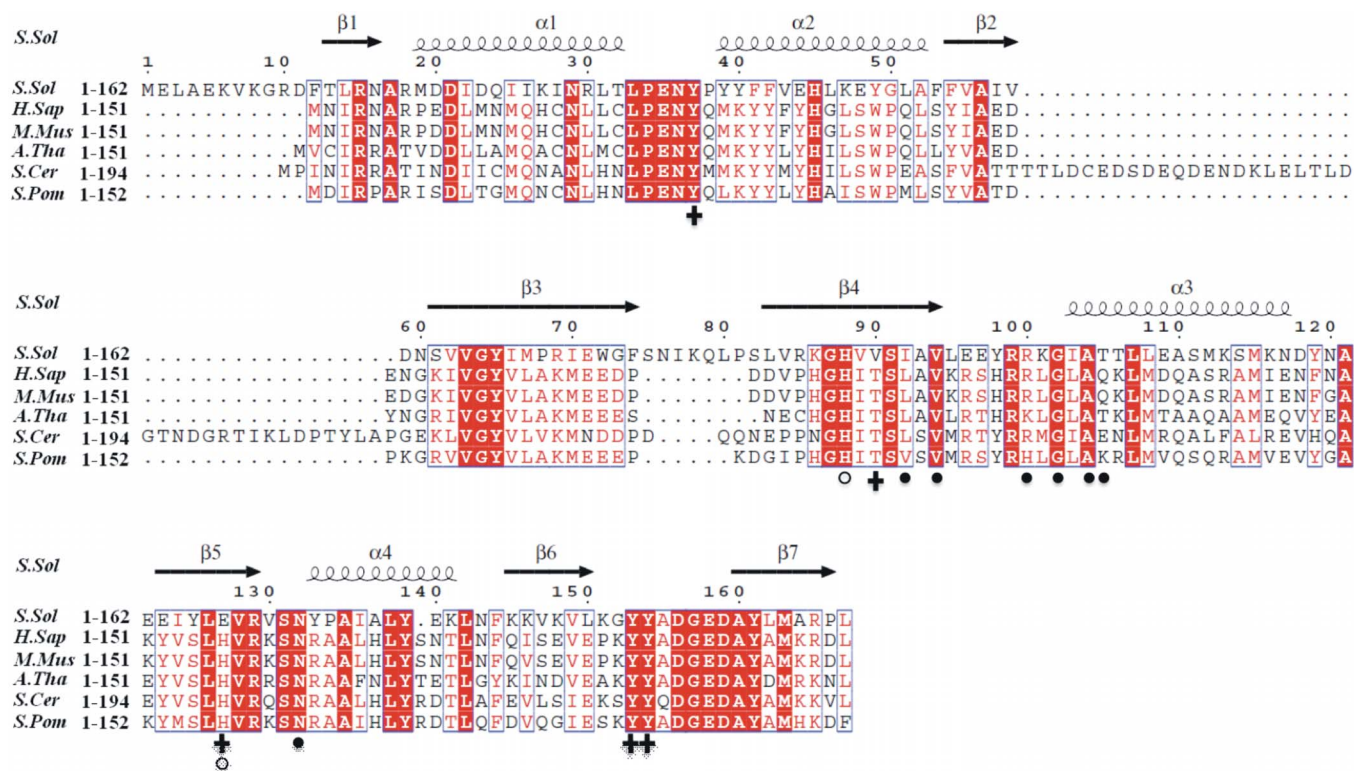 S.Sol β1 α1 α2 β2
1 10 20 30 40 50
S.Sol 1-162 MELAEKVKGRDFTLRNARMDDIDQIIKINRLTLPENYPYYFFVEHLKEYGLAFFVAIV......................
H.Sap 1-151 ...........MNIRNARPEDLMNMQHCNLLCLPENYQMKYYFYHGLSWPQLSYIAED......................
M.Mus 1-151 ...........MNIRNARPDDLMNMQHCNLLCLPENYQMKYYFYHGLSWPQLSYIAED......................
A.Tha 1-151 ..........MVCIRRATVDDLLAMQACNLMCLPENYQMKYYLYHILSWPQLLYVAED......................
S.Cer 1-194 .........MPINIRRATINDIICMQNANLHNLPENYQMKYYMYHILSWPEASFVATTTTLDCEDSDEQDENDKLELTLD
S.Pom 1-152 ...........MDIRPARISDLTGMQNCNLHNLPENYQLKYYLYHAISWPMLSYVATD......................
S.Sol β3 β4 α3
60 70 80 90 100 110 120
S.Sol 1-162 .................DNSVVGYIMPRIEWGFSNIKQLPSLVRKGHVVSIAVLEEYRRKGIATTLLEASMKSMKNDYNA
H.Sap 1-151 ................ENGKIVGYVLAKMEEDP.......DDVPHGHITSLAVKRSHRRLGLAQKLMDQASRAMIENFNA
M.Mus 1-151 ................EDGKIVGYVLAKMEEDP.......DDVPHGHITSLAVKRSHRRLGLAQKLMDQASRAMIENFGA
A.Tha 1-151 ................YNGRIVGYVLAKMEEES........NECHGHITSLAVLRTHRKLGLATKLMTAAQAAMEQVYEA
S.Cer 1-194 GTNDGRTIKLDPTYLAPGEKLVGYVLVKMNDDPD....QQNEPPNGHITSLSVMRTYRRMGIAENLMRQALFALREVHQA
S.Pom 1-152 ................PKGRVVGYVLAKMEEEP......KDGIPHGHITSVSVMRSYRHLGLAKRLMVQSQRAMVEVYGA
S.Sol β5 α4 β6 β7
130 140 150 160
S.Sol 1-162 EEIYLEVRVSNYPAIALY.EKLNFKKVKVLKGYYADGEDAYLMARPL
H.Sap 1-151 KYVSLHVRKSNRAALHLYSNTLNFQISEVEPKYYADGEDAYAMKRDL
M.Mus 1-151 KYVSLHVRKSNRAALHLYSNTLNFQVSEVEPKYYADGEDAYAMKRDL
A.Tha 1-151 EYVSLHVRRSNRAAFNLYTETLGYKINDVEAKYYADGEDAYDMRKNL
S.Cer 1-194 EYVSLHVRQSNRAALHLYRDTLAFEVLSIEKSYYQDGEDAYAMKKVL
S.Pom 1-152 KYMSLHVRKSNRAAIHLYRDTLQFDVQGIESKYYADGEDAYAMHKDF